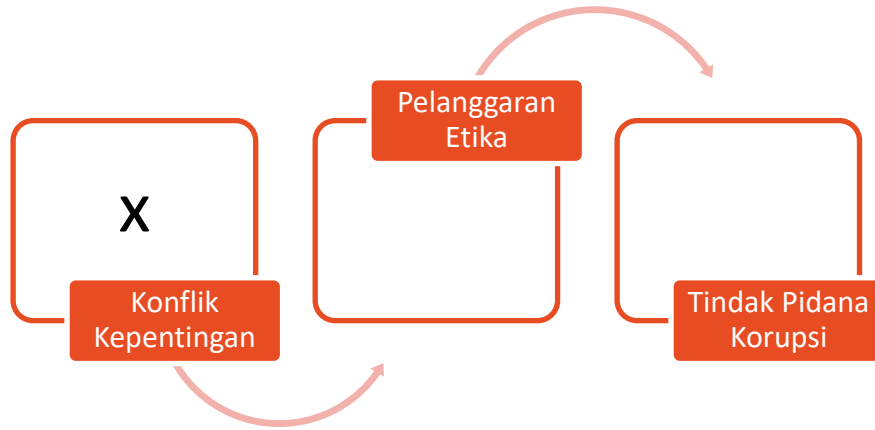 X
Konflik
Kepentingan
Pelanggaran
Etika
Tindak Pidana
Korupsi